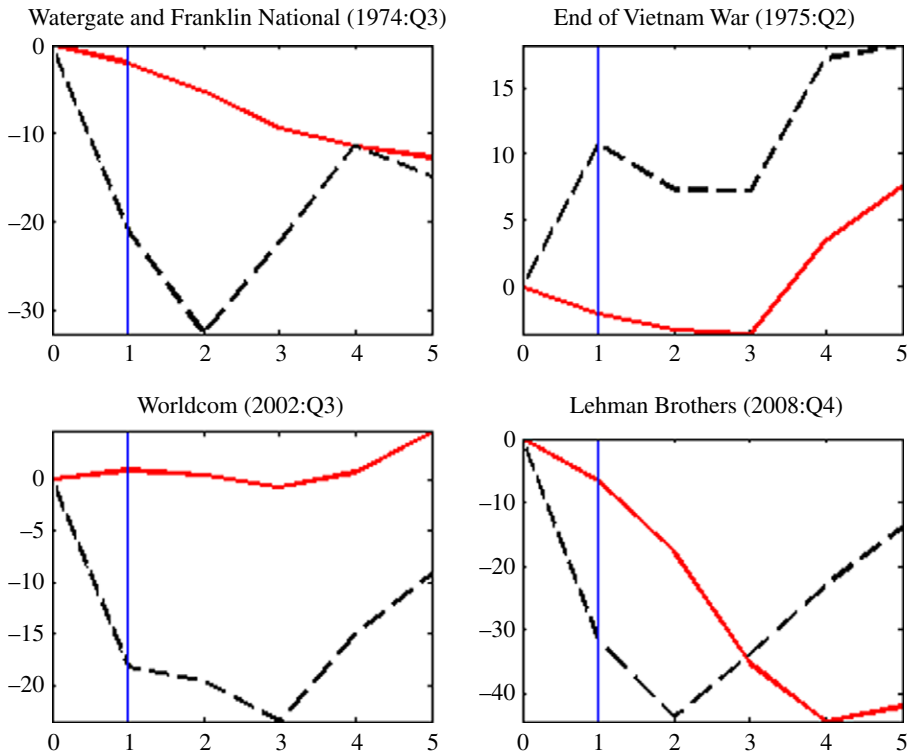 Watergate and Franklin National (1974:Q3)
0
–10
–20
–30
0 1 2 3 4 5
End of Vietnam War (1975:Q2)
15
10
5
0
0 1 2 3 4 5
Worldcom (2002:Q3)
0
–5
–10
–15
–20
0 1 2 3 4 5
Lehman Brothers (2008:Q4)
0
–10
–20
–30
–40
0 1 2 3 4 5